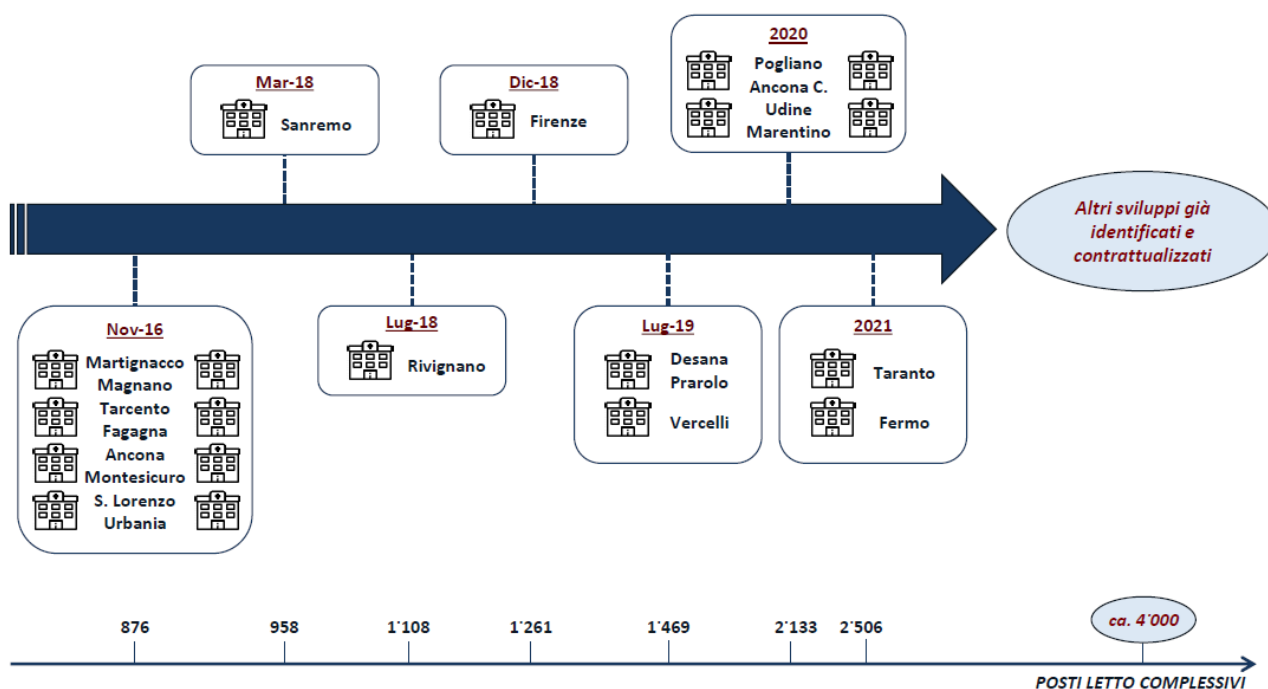 2020
Pogliano
Ancona C.
Udine
Marentino
Mar-18
Sanremo
Dic-18
Firenze
Altri sviluppi già
identificati e
contrattualizzati
Nov-16
Martignacco
Magnano
Tarcento
Fagagna
Ancona
Montesicuro
S. Lorenzo
Urbania
Lug-18
Rivignano
Lug-19
Desana
Prarolo
Vercelli
2021
Taranto
Fermo
876
958
1'108
1'261
1'469
2'133
2'506
ca. 4'000
POSTI LETTO COMPLESSIVI